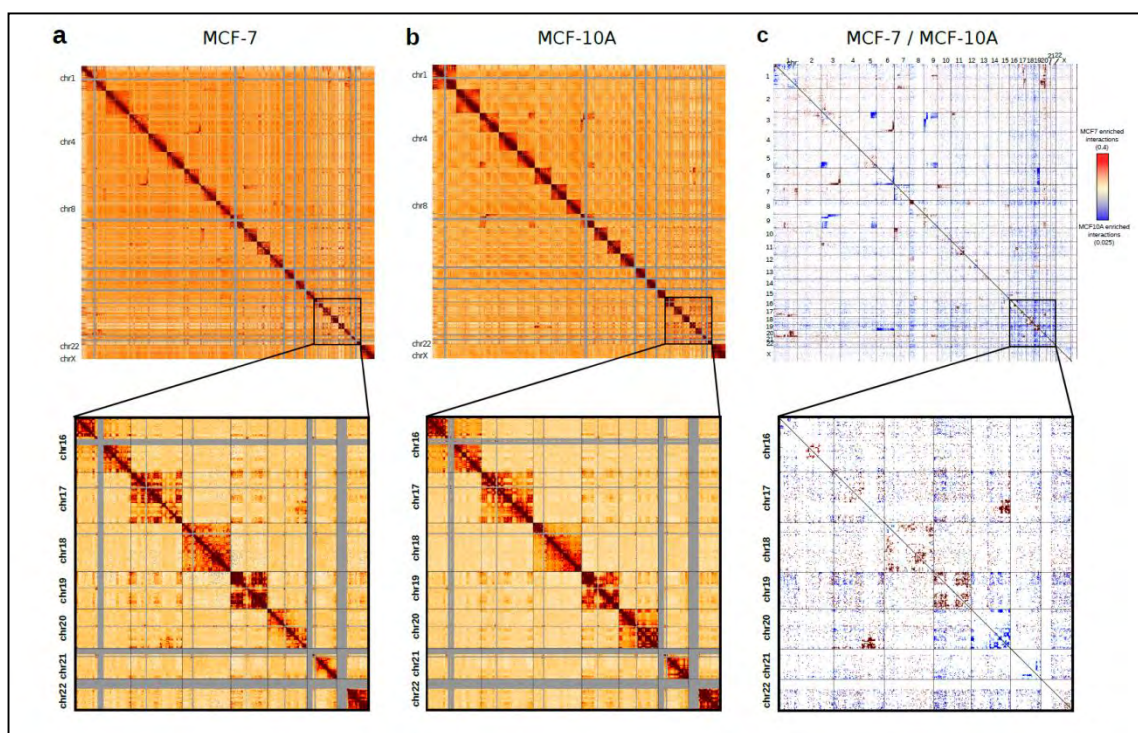 a MCF-7
b MCF-10A
c MCF-7 / MCF-10A
chr1
chr4
chr8
chr22
chrX
chr1
chr4
chr8
chr22
chrX
chr
1 2 3 4 5 6 7 8 9 10 11 12 13 14 15 16 17 18 19 20 21 22 X
1
2
3
4
5
6
7
8
9
10
11
12
13
14
15
16
17
18
19
20
21
22
X
MCF7 enriched
interactions
(0.4)
MCF10A enriched
interactions
(0.025)
chr16
chr17
chr18
chr19
chr20
chr21
chr22
chr16
chr17
chr18
chr19
chr20
chr21
chr22
chr16
chr17
chr18
chr19
chr20
chr21
chr22